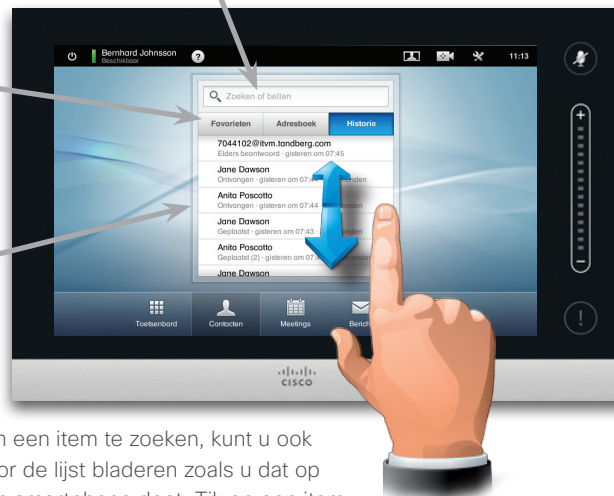 Bernhard Johnsson
Beschikbaar
?
11:13
Zoeken of bellen
Favorieten Adresboek Historie
7044102@itvm.tandberg.com
Elders beantwoord · gisteren om 07:45
Jane Dawson
Ontvangen · gisteren om 07:4
Anita Poscotto
Ontvangen · gisteren om 07:44
Jane Dawson
Geplaatst · gisteren om 07:43
Anita Poscotto
Geplaatst (2) · gisteren om 07:4
Jane Dawson
Toetsenbord Contacten Meetings Berich
CISCO
een item te zoeken, kunt u ook
de lijst bladeren zoals u dat op
smartphone doet. Tik op een item